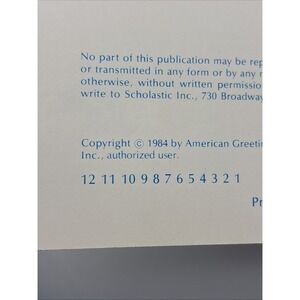 No part of this publication may be rep
or transmitted in any form or by any
otherwise, without written permissio
write to Scholastic Inc., 730 Broadway
Copyright © 1984 by American Greetin
Inc., authorized user.
12 11 10 9 8 7 6 5 4 3 2 1
Pr